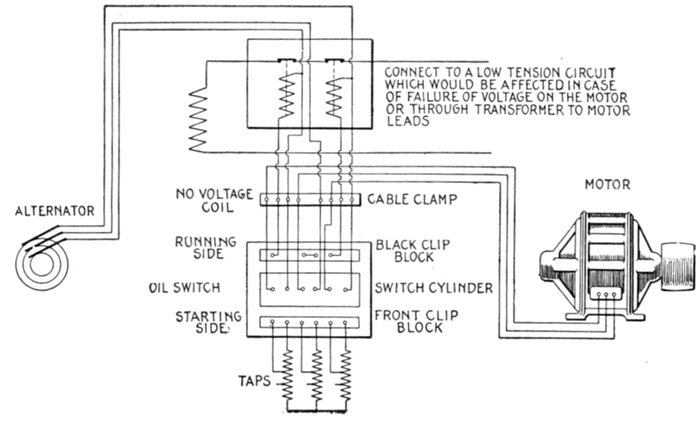 CONNECT TO A LOW TENSION CIRCUIT
WHICH WOULD BE AFFECTED IN CASE
OF FAILURE OF VOLTAGE ON THE MOTOR
OR THROUGH TRANSFORMER TO MOTOR
LEADS
MOTOR
ALTERNATOR
NO VOLTAGE
COIL
CABLE CLAMP
RUNNING
SIDE
BLACK CLIP
BLOCK
OIL SWITCH
SWITCH CYLINDER
STARTING
SIDE:
FRONT CLIP
BLOCK
TAPS